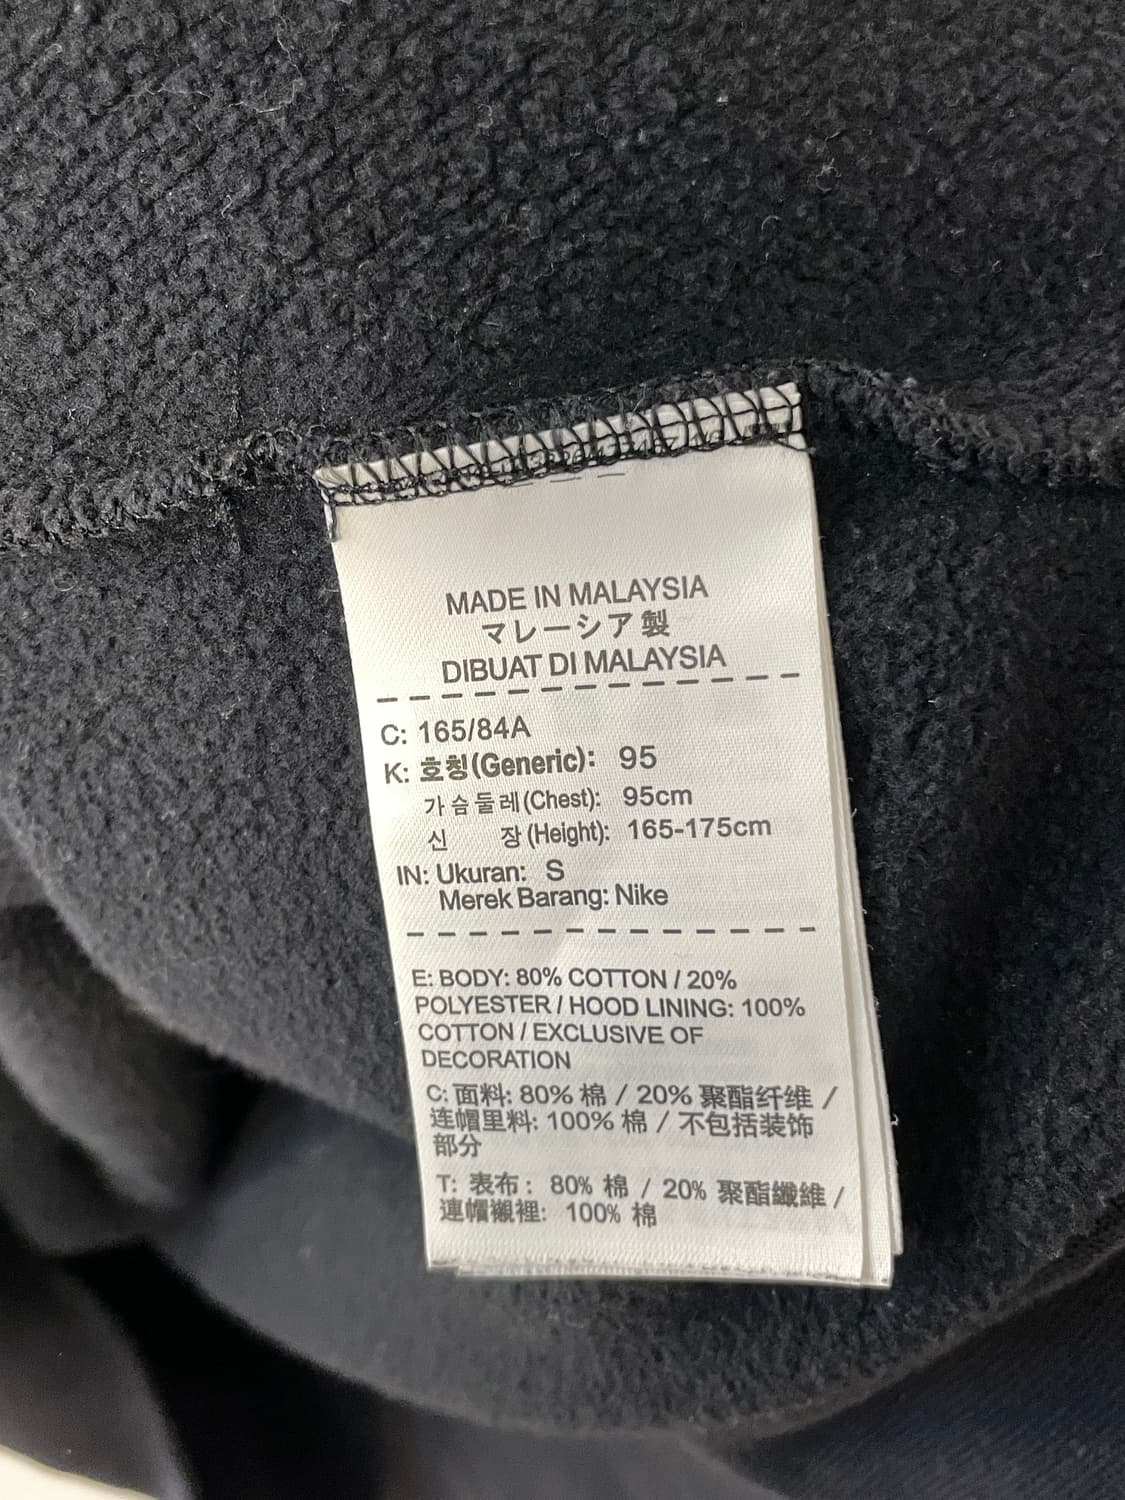 MADE IN MALAYSIA
マレーシア製
DIBUAT DI MALAYSIA
C: 165/84A
K: 호칭(Generic): 95
가슴둘레(Chest): 95cm
신 장(Height): 165-175cm
IN: Ukuran: S
Merek Barang: Nike
E: BODY: 80% COTTON / 20%
POLYESTER / HOOD LINING: 100%
COTTON / EXCLUSIVE OF
DECORATION
C: 面料: 80% 棉 / 20% 聚酯纤维 /
连帽里料: 100% 棉 / 不包括装饰
部分
T: 表布: 80% 棉 / 20% 聚酯纖維 /
連帽襯裡: 100% 棉